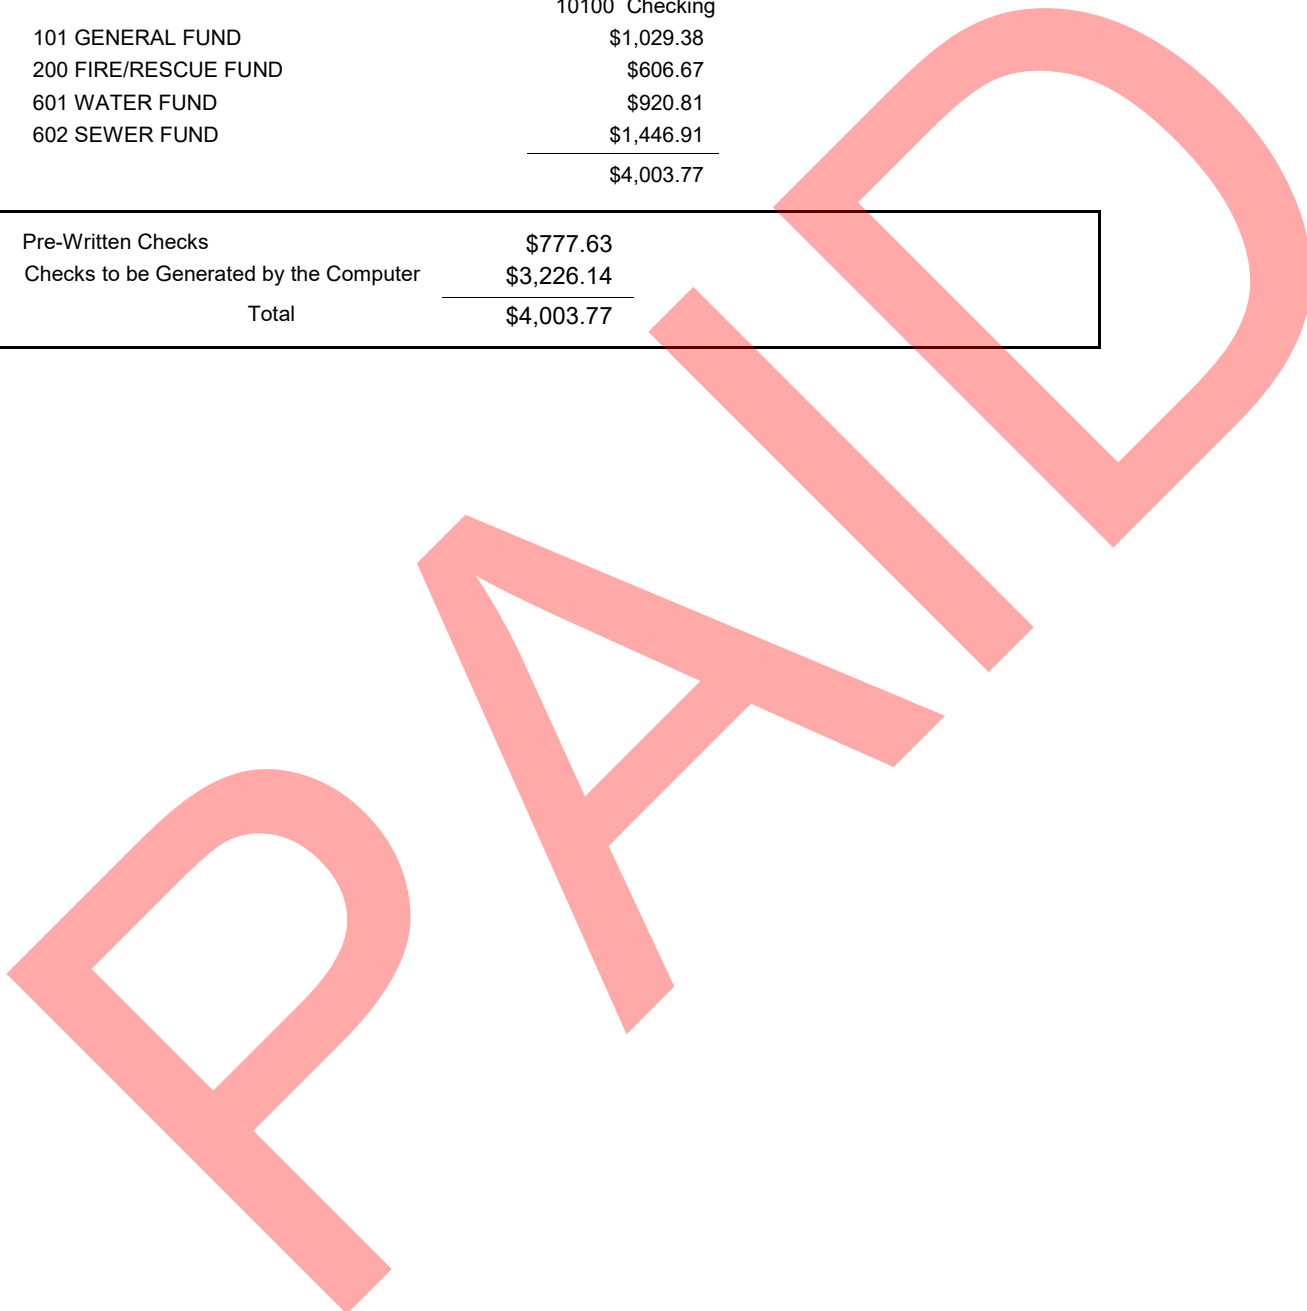 10100 Checking
101 GENERAL FUND $1,029.38
200 FIRE/RESCUE FUND $606.67
601 WATER FUND $920.81
602 SEWER FUND $1,446.91
$4,003.77
Pre-Written Checks $777.63
Checks to be Generated by the Computer $3,226.14
Total $4,003.77
PAID